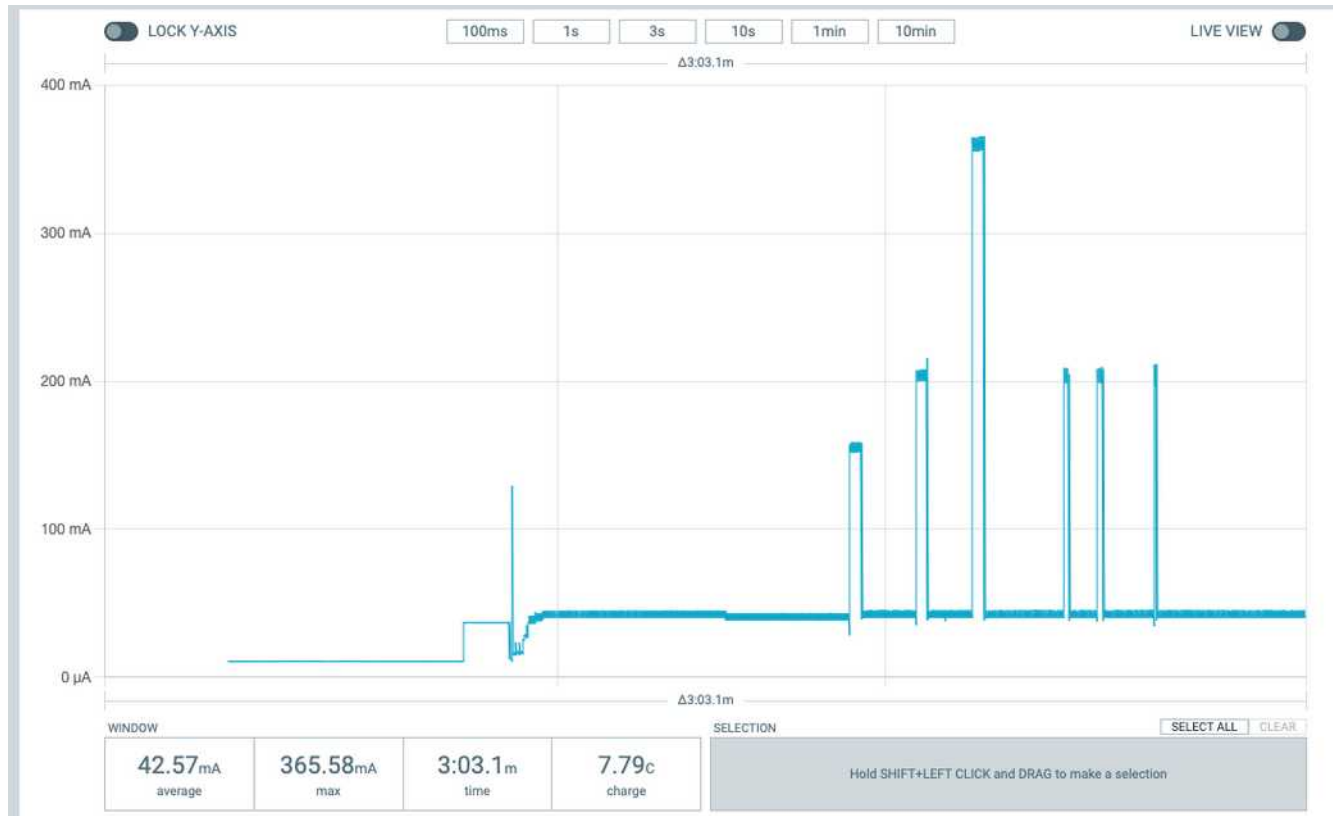 LOCK Y-AXIS 100ms 1s 3s 10s 1min 10min LIVE VIEW
Δ3:03.1m
400 mA
300 mA
200 mA
100 mA
0 µA
Δ3:03.1m
WINDOW SELECTION SELECT ALL CLEAR
42.57mA 365.58mA 3:03.1m 7.79C
average max time charge
Hold SHIFT+LEFT CLICK and DRAG to make a selection